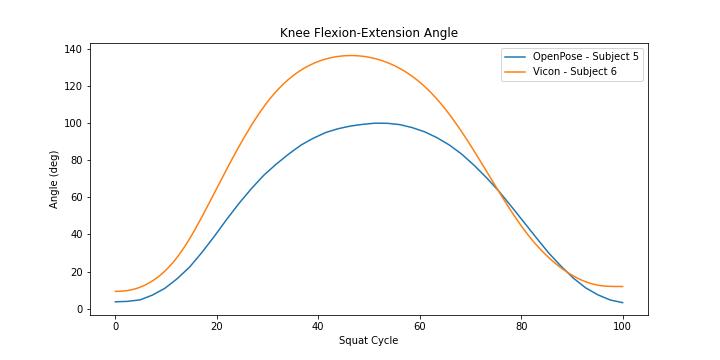 Knee Flexion-Extension Angle
OpenPose - Subject 5
Vicon - Subject 6
Angle (deg)
140
120
100
80
60
40
20
0
0 20 40 60 80 100
Squat Cycle